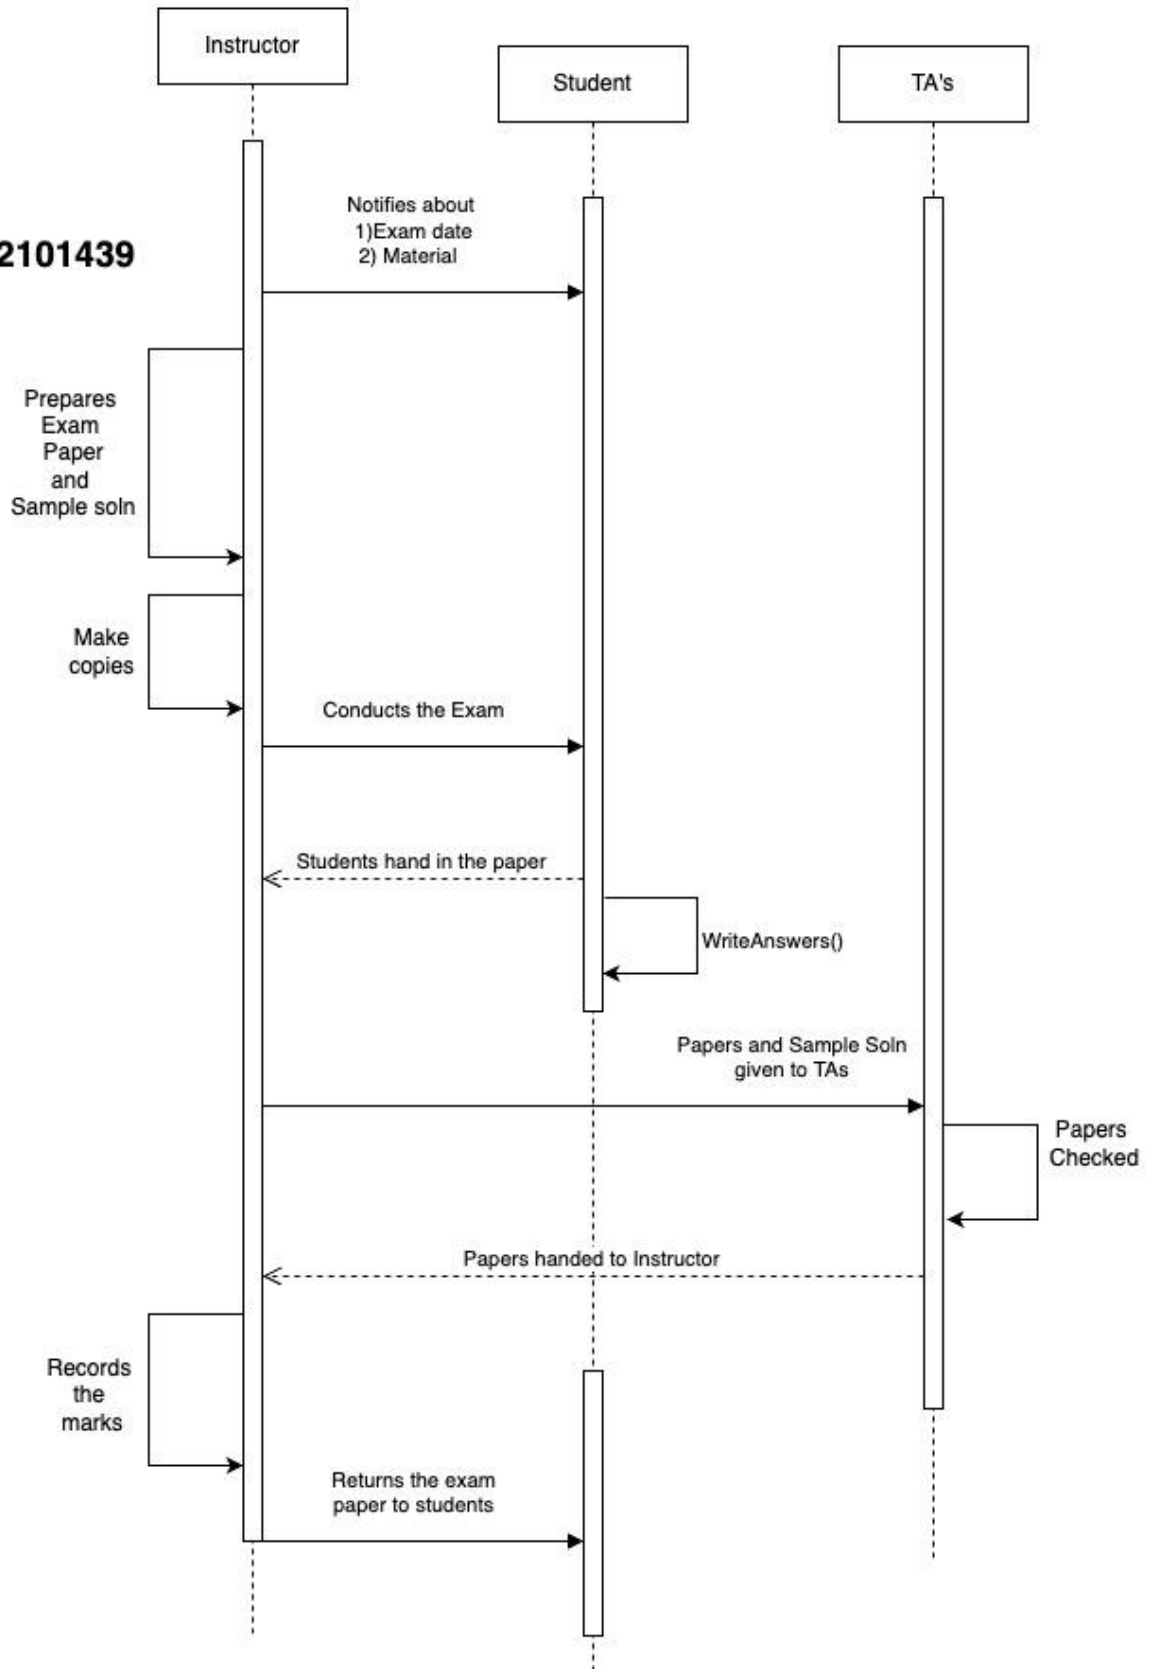 Instructor
Student
TA's
Notifies about
1)Exam date
2) Material
2101439
Prepares
Exam
Paper
and
Sample soln
Make
copies
Conducts the Exam
Students hand in the paper
WriteAnswers()
Papers and Sample Soln
given to TAs
Papers
Checked
Papers handed to Instructor
Records
the
marks
Returns the exam
paper to students